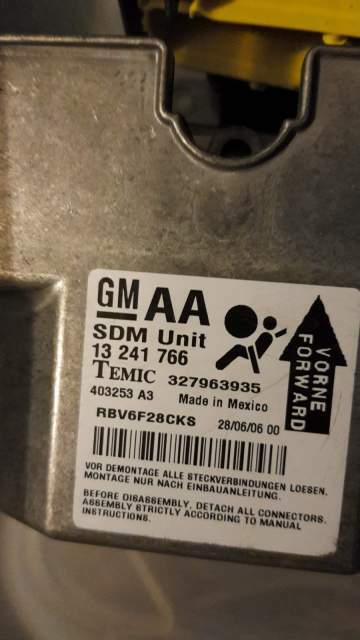 GM AA
SDM Unit
13 241 766
TEMIC 327963935
403253 A3 Made in Mexico
RBV6F28CKS 28/06/06 00
VORNE
FORWARD
VOR DEMONTAGE ALLE STECKVERBINDUNGEN LOESEN.
MONTAGE NUR NACH EINBAUANLEITUNG.
BEFORE DISASSEMBLY, DETACH ALL CONNECTORS.
ASSEMBLY STRICTLY ACCORDING TO MANUAL
INSTRUCTIONS.